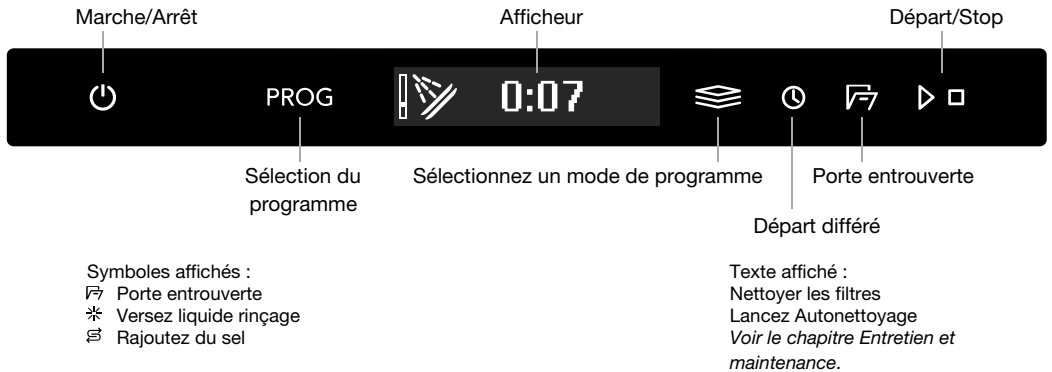 Marche/Arrêt
Afficheur
Départ/Stop
PROG
0:07
Sélection du
programme
Sélectionnez un mode de programme
Porte entrouverte
Départ différé
Symboles affichés :
Porte entrouverte
Versez liquide rinçage
Rajoutez du sel
Texte affiché :
Nettoyer les filtres
Lancez Autonettoyage
Voir le chapitre Entretien et
maintenance.